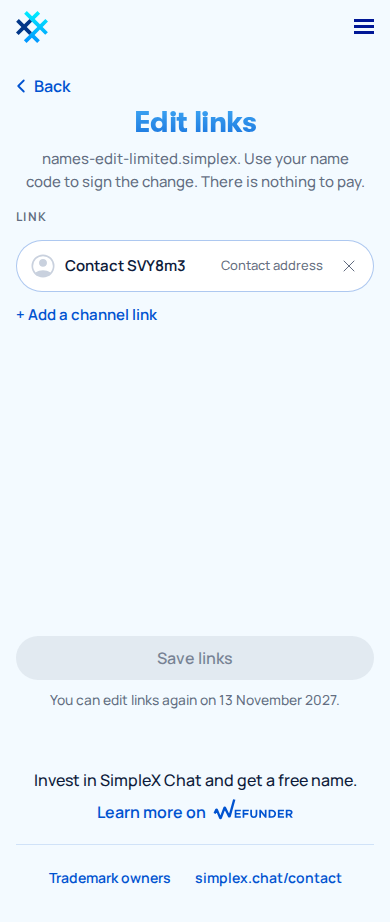 Back
Edit links
names-edit-limited.simplex. Use your name
code to sign the change. There is nothing to pay.
LINK
Contact SVY8m3 Contact address
+ Add a channel link
Save links
You can edit links again on 13 November 2027.
Invest in SimpleX Chat and get a free name.
Learn more on WEFUNDER
Trademark owners simplex.chat/contact